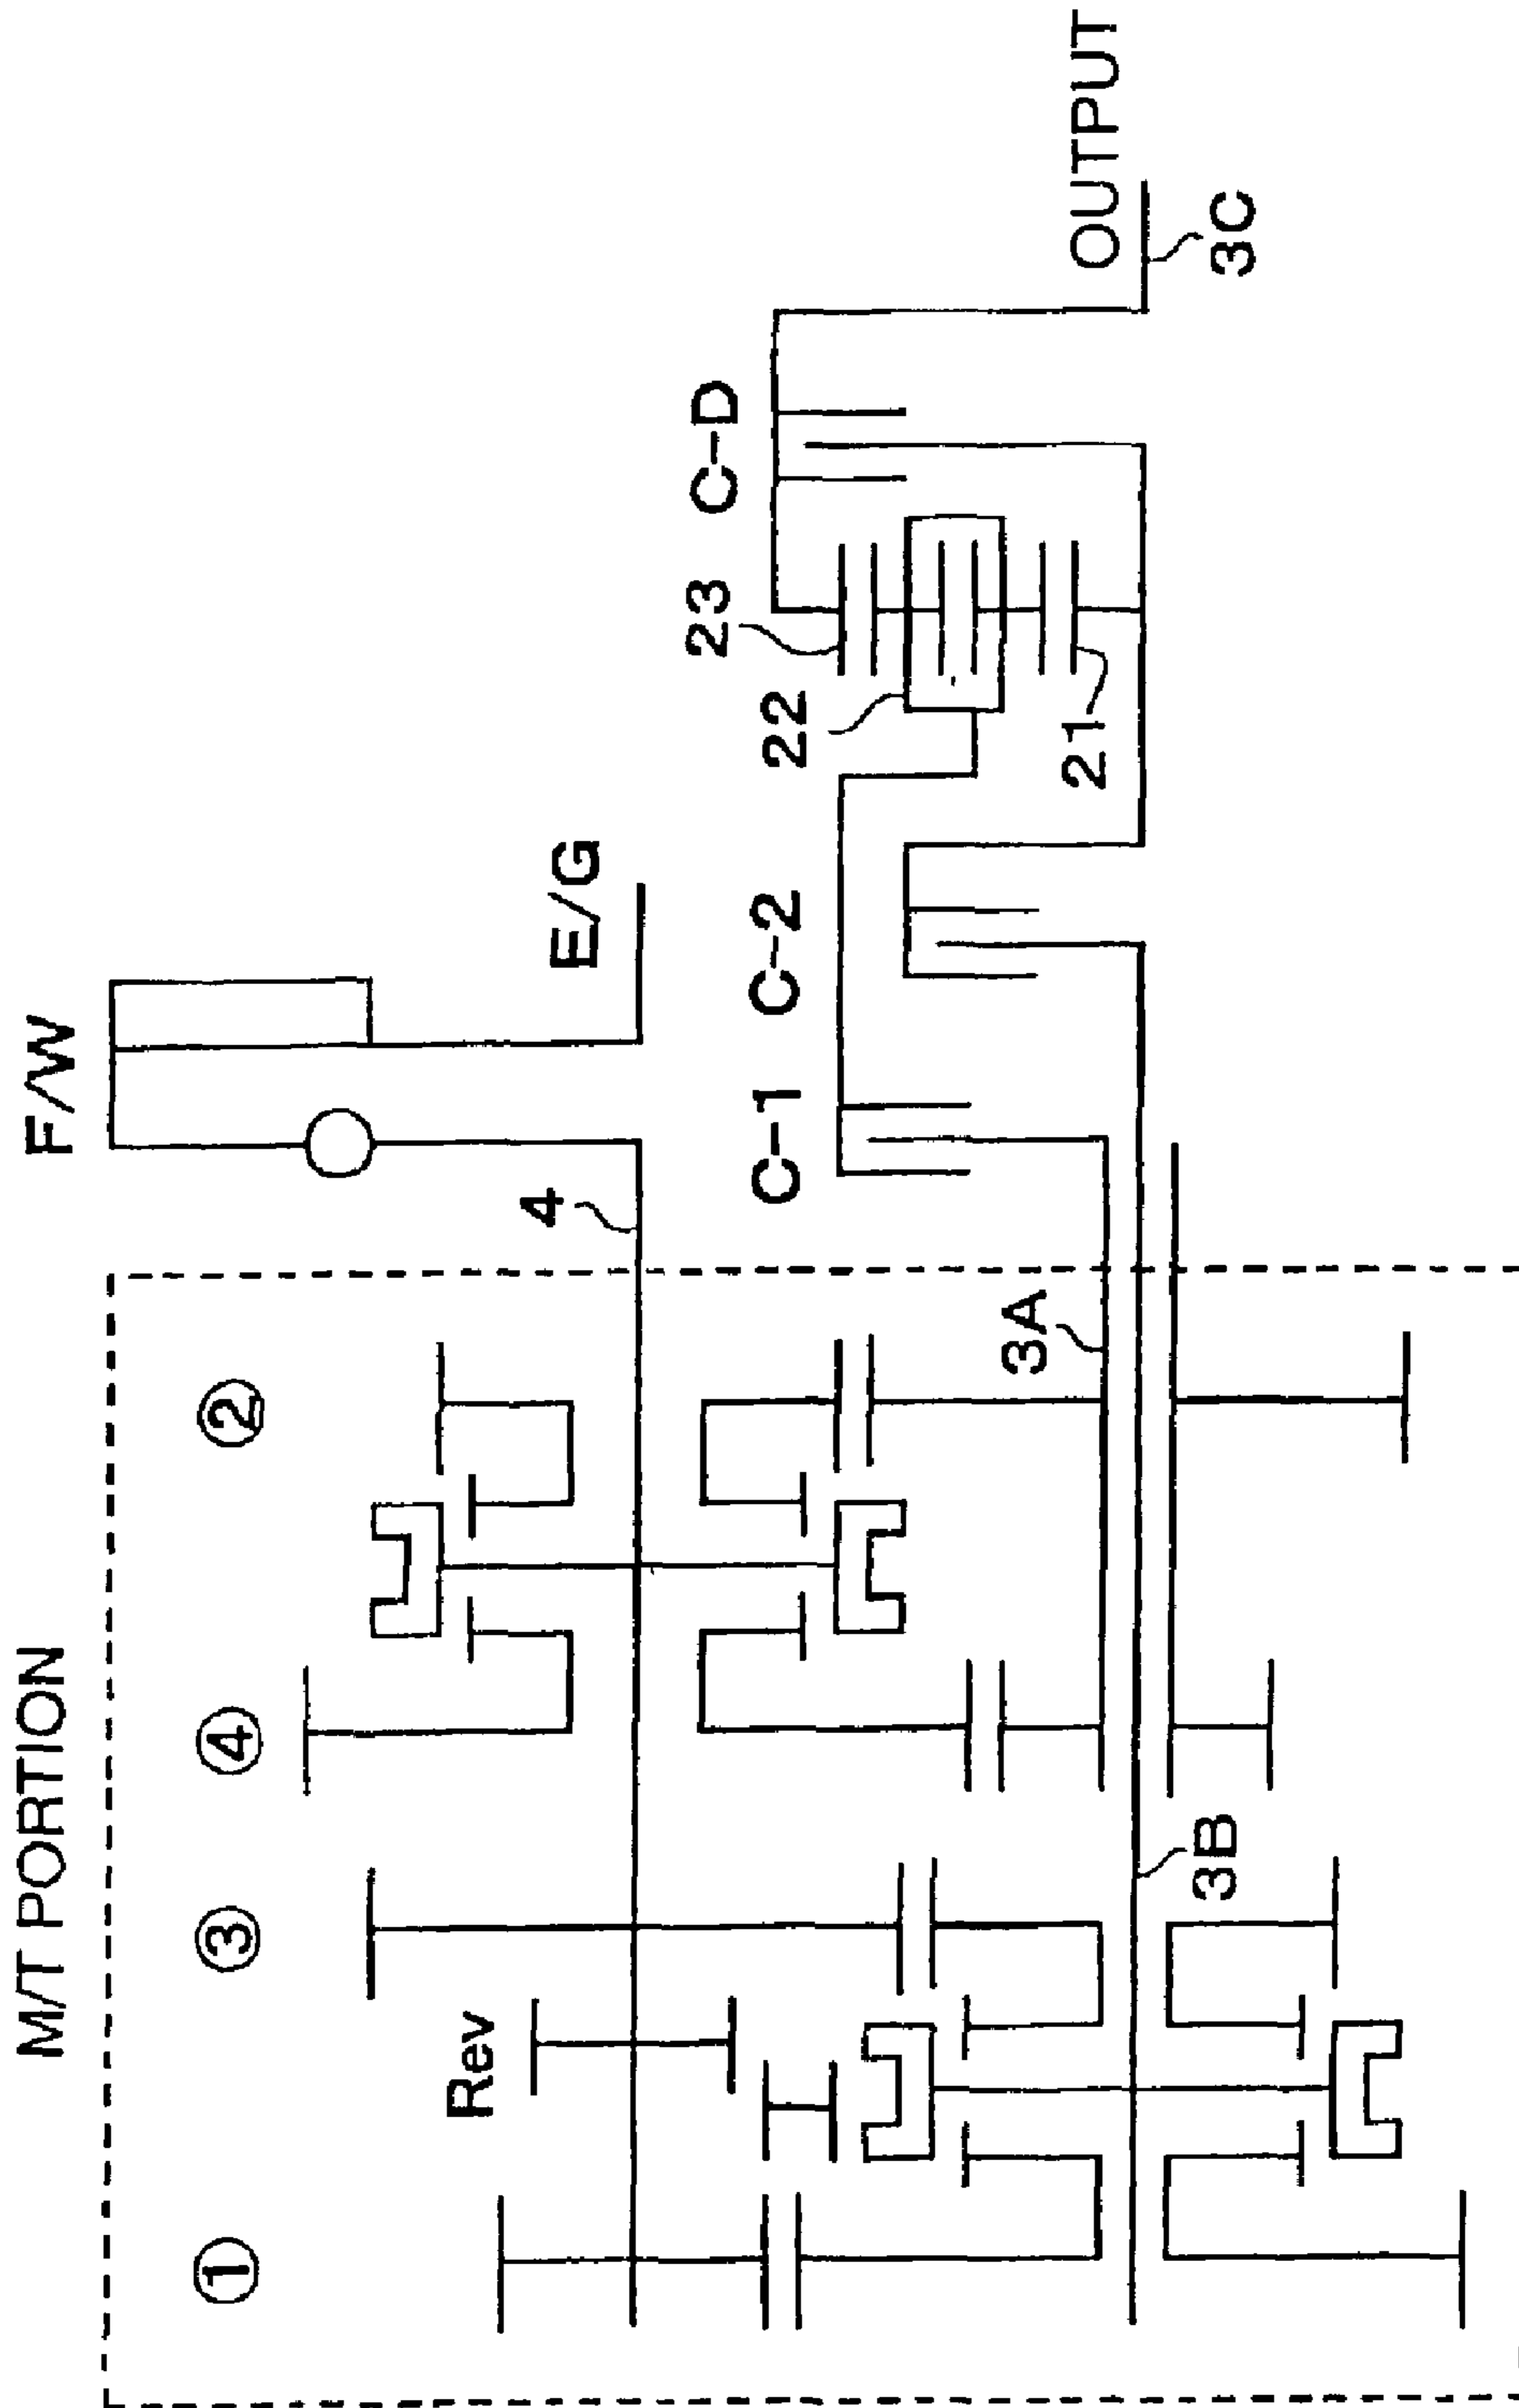 M/T PORTION
F/W
①
③
④
②
Rev
4
E/G
C-1
C-2
22
23
C-D
3A
21
OUTPUT
3B
3C